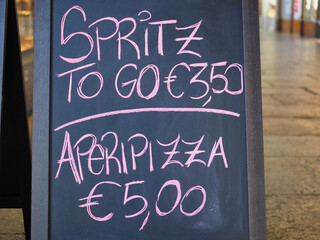 SPRITZ
TO GO €3,50
APERIPIZZA
€5,00